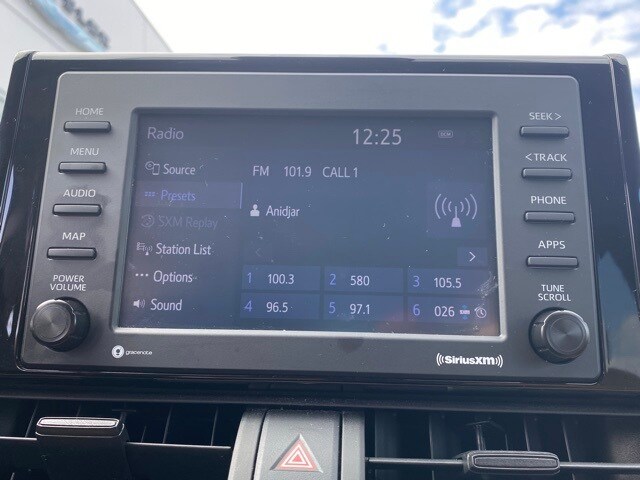 HOME
MENU
AUDIO
MAP
POWER
VOLUME
Radio 12:25 DCM
Source
Presets
SXM Replay
Station List
Options
Sound
FM 101.9 CALL 1
Anidjar
1 100.3 2 580 3 105.5
4 96.5 5 97.1 6 026
SEEK >
< TRACK
PHONE
APPS
TUNE
SCROLL
gracenote
((SiriusXM))